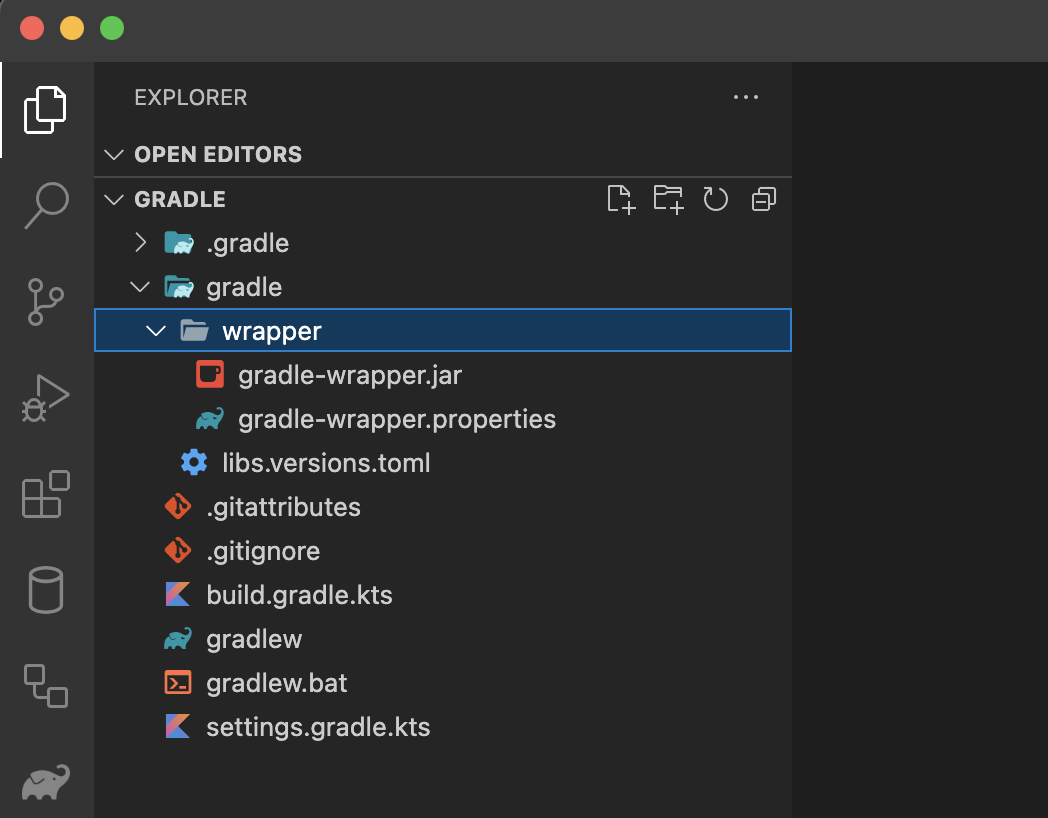 EXPLORER
OPEN EDITORS
GRADLE
.gradle
gradle
wrapper
gradle-wrapper.jar
gradle-wrapper.properties
libs.versions.toml
.gitattributes
.gitignore
build.gradle.kts
gradlew
gradlew.bat
settings.gradle.kts